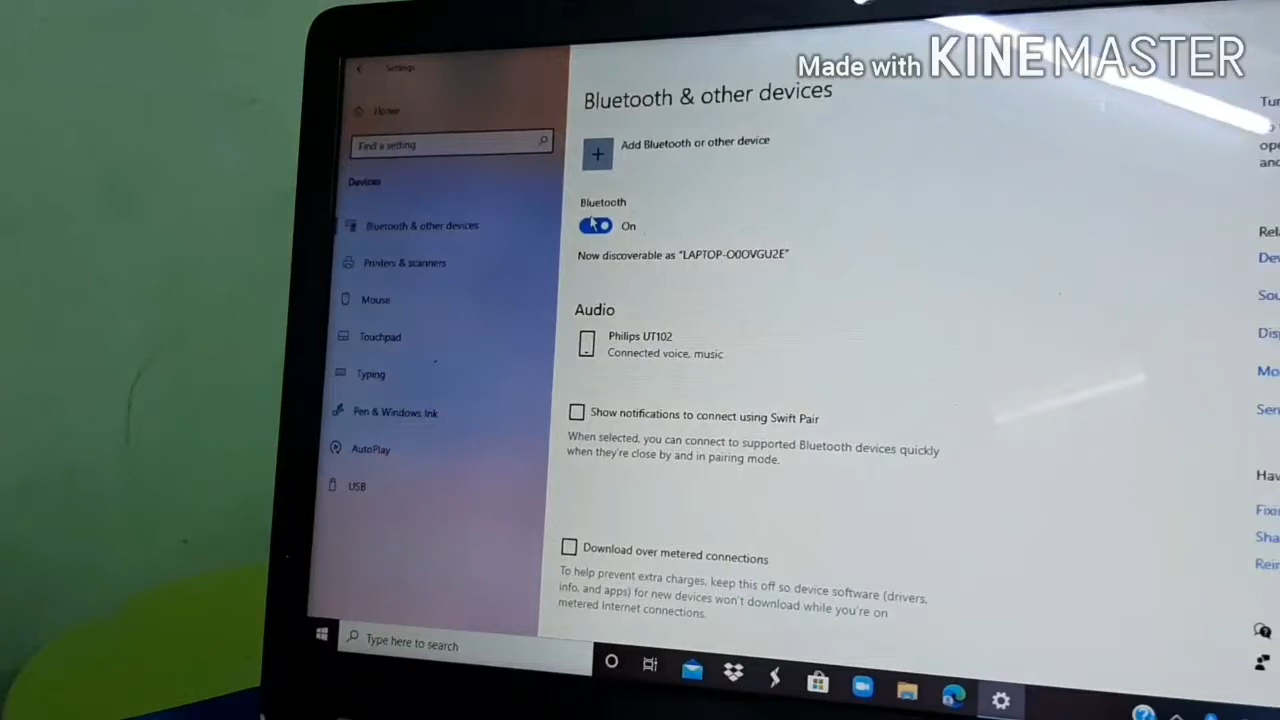 Made with KINEMASTER
Settings
Home
Find a setting
Devices
Bluetooth & other devices
Printers & scanners
Mouse
Touchpad
Typing
Pen & Windows Ink
AutoPlay
USB
Bluetooth & other devices
Add Bluetooth or other device
Bluetooth
On
Now discoverable as "LAPTOP-O0OVGU2E"
Audio
Philips UT102
Connected voice, music
Show notifications to connect using Swift Pair
When selected, you can connect to supported Bluetooth devices quickly
when they're close by and in pairing mode.
Download over metered connections
To help prevent extra charges, keep this off so device software (drivers,
info, and apps) for new devices won't download while you're on
metered Internet connections.
Type here to search